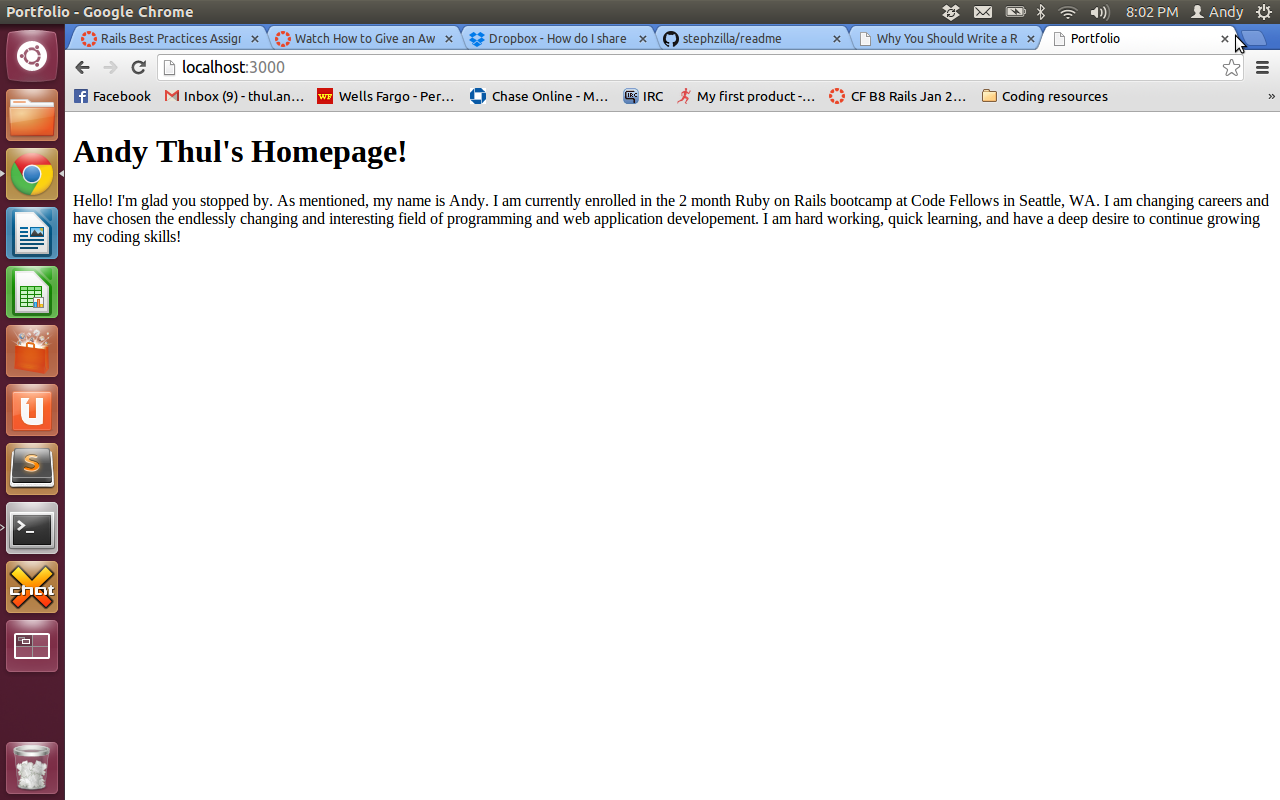 Portfolio - Google Chrome
8:02 PM
Andy
Rails Best Practices Assigr
Watch How to Give an Aw
Dropbox - How do I share
stephzilla/readme
Why You Should Write a R
Portfolio
localhost:3000
Facebook
Inbox (9) - thul.an...
WF
Wells Fargo - Per...
Chase Online - M...
IRC
IRC
My first product -...
CF B8 Rails Jan 2...
Coding resources
»
Andy Thul's Homepage!
Hello! I'm glad you stopped by. As mentioned, my name is Andy. I am currently enrolled in the 2 month Ruby on Rails bootcamp at Code Fellows in Seattle, WA. I am changing careers and
have chosen the endlessly changing and interesting field of programming and web application developement. I am hard working, quick learning, and have a deep desire to continue growing
my coding skills!
U
S
>_
X
chat